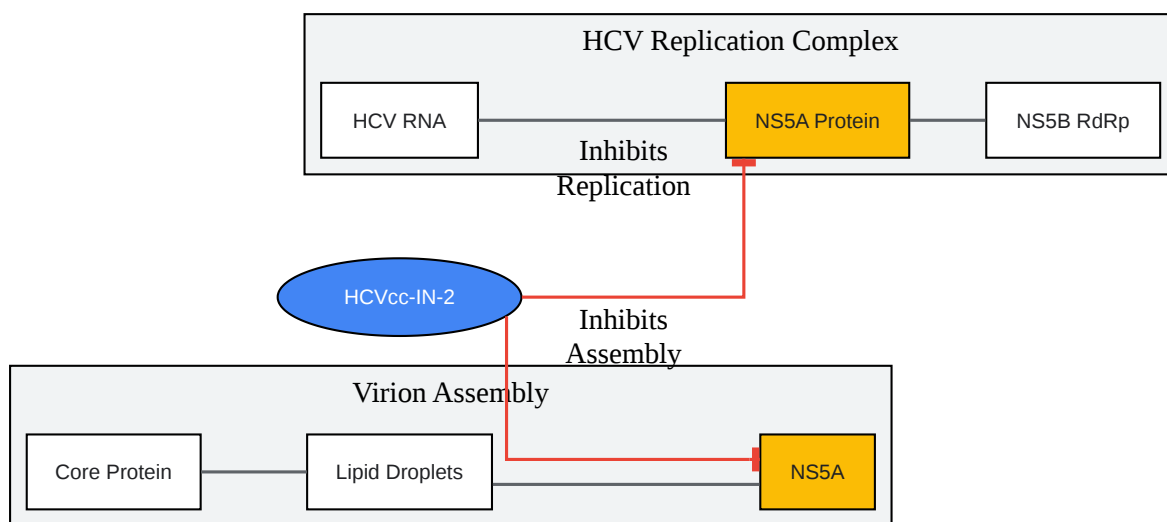 HCV Replication Complex
HCV RNA
NS5A Protein
NS5B RdRp
Inhibits
Replication
HCVcc-IN-2
Inhibits
Assembly
Virion Assembly
Core Protein
Lipid Droplets
NS5A